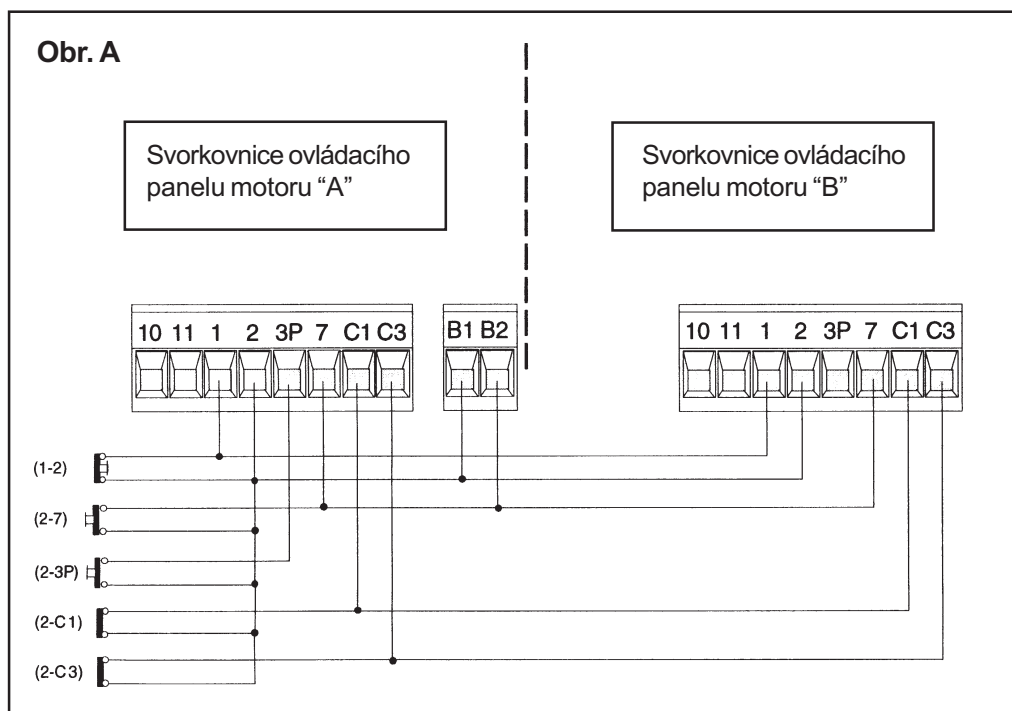 Obr. A
Svorkovnice ovládacího
panelu motoru “A”
Svorkovnice ovládacího
panelu motoru “B”
10 11 1 2 3P 7 C1 C3
B1 B2
10 11 1 2 3P 7 C1 C3
(1-2)
(2-7)
(2-3P)
(2-C1)
(2-C3)